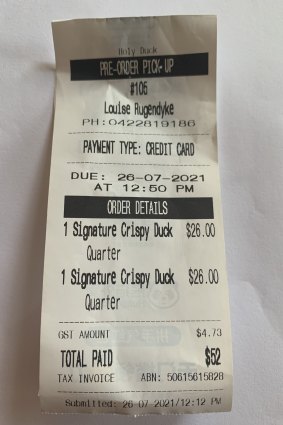 Holy Duck
PRE-ORDER PICK-UP
#106
Louise Rugendyke
PH:0422819186
PAYMENT TYPE: CREDIT CARD
DUE: 26-07-2021
AT 12:50 PM
ORDER DETAILS
1 Signature Crispy Duck $26.00
Quarter
1 Signature Crispy Duck $26.00
Quarter
GST AMOUNT $4.73
TOTAL PAID $52
TAX INVOICE ABN: 50615615828
Submitted: 26-07-2021/12:12 PM